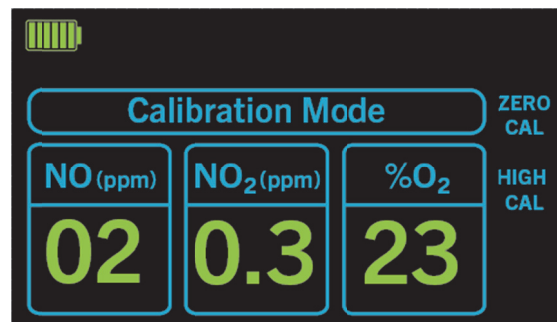 Calibration Mode
ZERO
CAL
NO (ppm) NO₂ (ppm) %O₂
HIGH
CAL
02 0.3 23